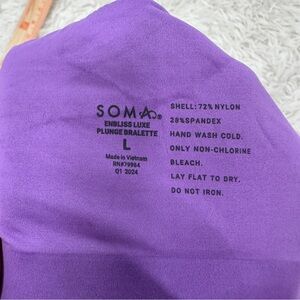 SOMA®
ENBLISS LUXE
PLUNGE BRALETTE
L
Made in Vietnam
RN#79984
Q1 2024
SHELL: 72% NYLON
28% SPANDEX
HAND WASH COLD.
ONLY NON-CHLORINE
BLEACH.
LAY FLAT TO DRY.
DO NOT IRON.